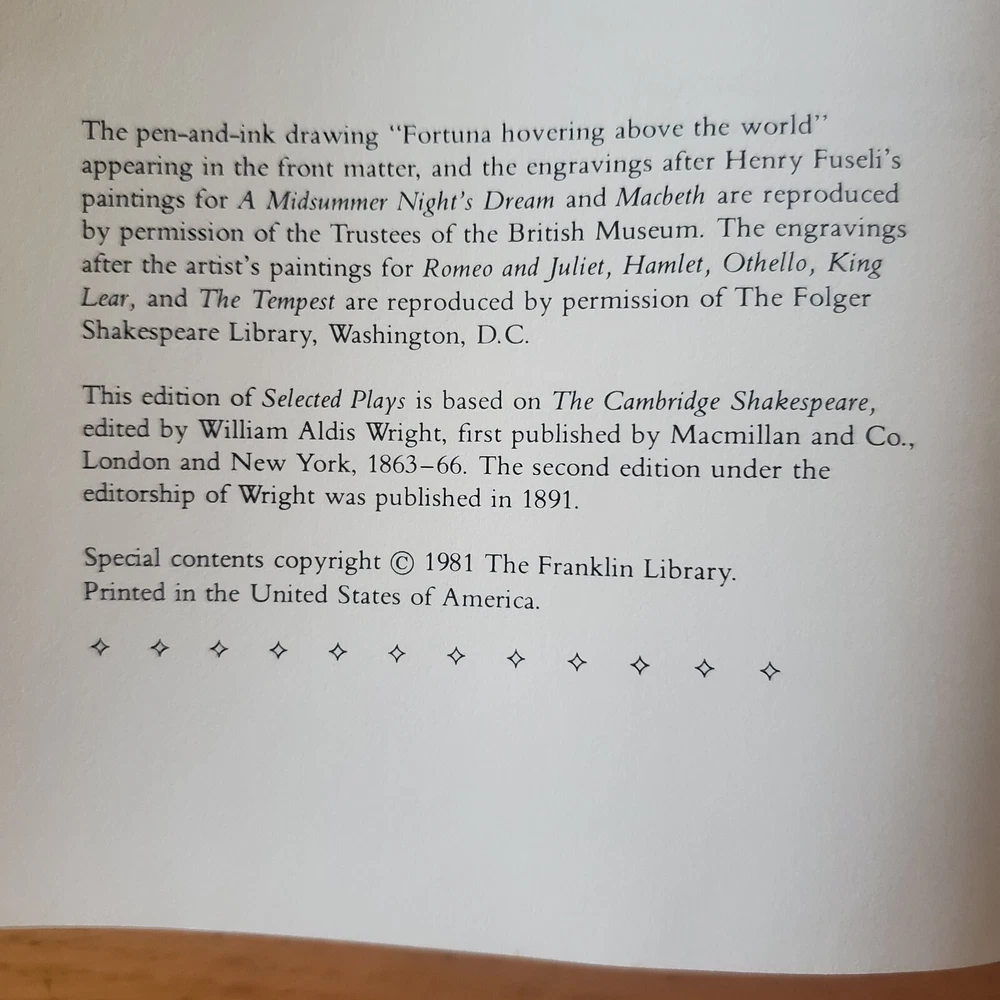 The pen-and-ink drawing “Fortuna hovering above the world”
appearing in the front matter, and the engravings after Henry Fuseli’s
paintings for A Midsummer Night’s Dream and Macbeth are reproduced
by permission of the Trustees of the British Museum. The engravings
after the artist’s paintings for Romeo and Juliet, Hamlet, Othello, King
Lear, and The Tempest are reproduced by permission of The Folger
Shakespeare Library, Washington, D.C.
This edition of Selected Plays is based on The Cambridge Shakespeare,
edited by William Aldis Wright, first published by Macmillan and Co.,
London and New York, 1863–66. The second edition under the
editorship of Wright was published in 1891.
Special contents copyright © 1981 The Franklin Library.
Printed in the United States of America.